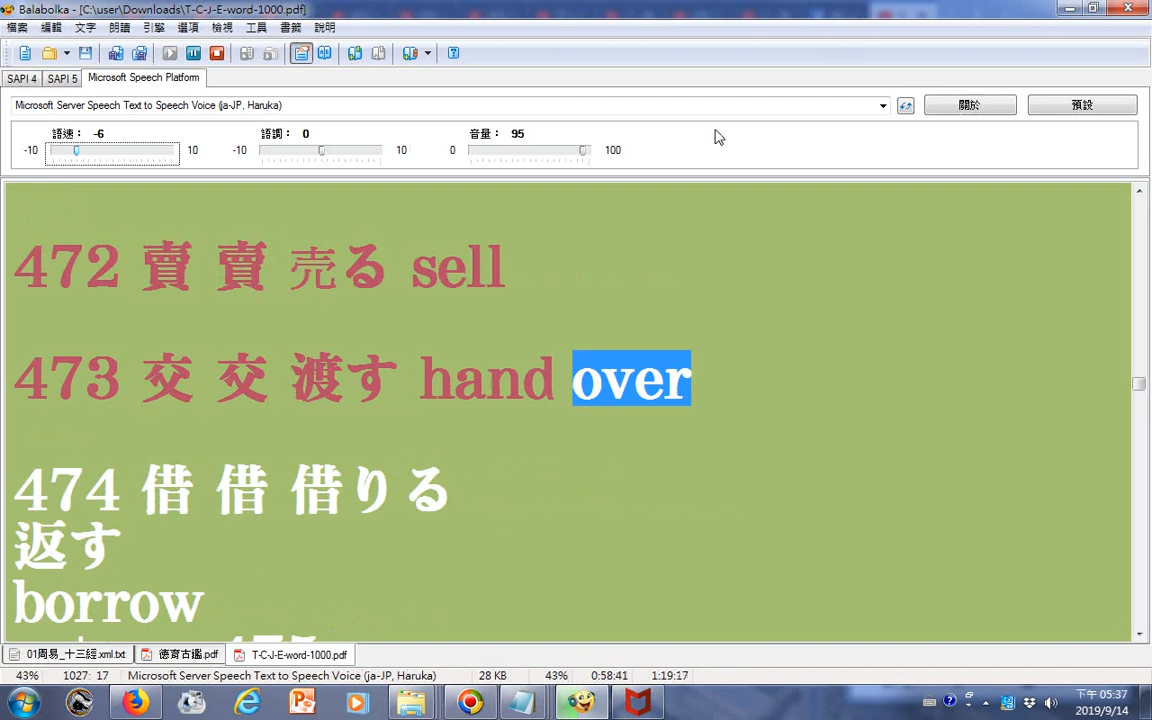 Balabolka - [C:\user\Downloads\T-C-J-E-word-1000.pdf]
檔案 編輯 文字 朗讀 引擎 選項 檢視 工具 書籤 說明
SAPI 4 SAPI 5 Microsoft Speech Platform
Microsoft Server Speech Text to Speech Voice (ja-JP, Haruka) 關於 預設
語速： -6 語調： 0 音量： 95
-10 10 -10 10 0 100
472 賣 賣 売る sell
473 交 交 渡す hand over
474 借 借 借りる
返す
borrow
01周易_十三經.xml.txt 德育古鑑.pdf T-C-J-E-word-1000.pdf
43% 1027: 17 Microsoft Server Speech Text to Speech Voice (ja-JP, Haruka) 28 KB 43% 0:58:41 1:19:17
下午 05:37
2019/9/14